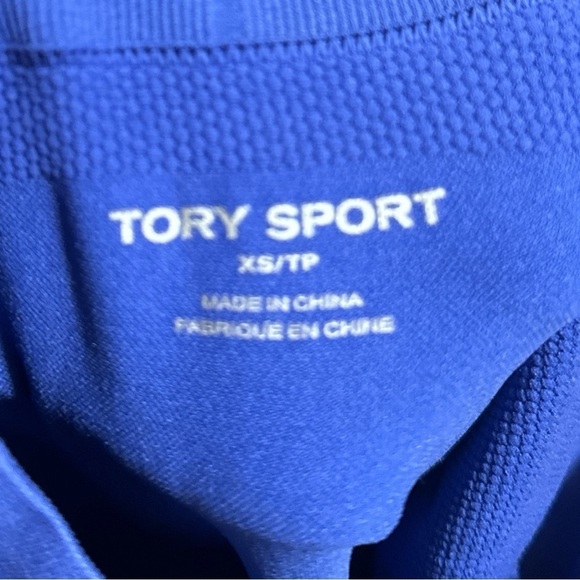 TORY SPORT
XS/TP
MADE IN CHINA
FABRIQUE EN CHINE